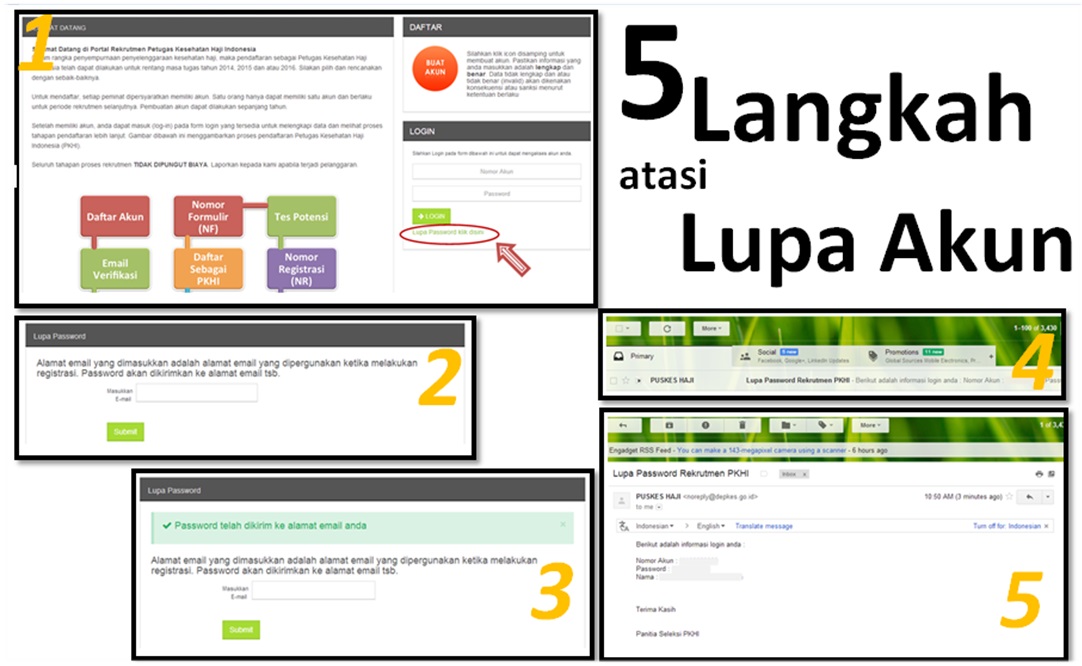 5 Langkah
atasi
Lupa Akun
1
AT DATANG
Selamat Datang di Portal Rekrutmen Petugas Kesehatan Haji Indonesia
rangka penyempurnaan penyelenggaraan kesehatan haji, maka pendaftaran sebagai Petugas Kesehatan Haji
telah dapat dilakukan untuk rentang masa tugas tahun 2014, 2015 dan atau 2016. Silakan pilih dan rencanakan
dengan sebaik-baiknya.
Untuk mendaftar, setiap peminat dipersyaratkan memiliki akun. Satu orang hanya dapat memiliki satu akun dan berlaku
untuk periode rekrutmen selanjutnya. Pembuatan akun dapat dilakukan sepanjang tahun.
Setelah memiliki akun, anda dapat masuk (log-in) pada form login yang tersedia untuk melengkapi data dan melihat proses
tahapan pendaftaran lebih lanjut. Gambar dibawah ini menggambarkan proses pendaftaran Petugas Kesehatan Haji
Indonesia (PKHI).
Seluruh tahapan proses rekrutmen TIDAK DIPUNGUT BIAYA. Laporkan kepada kami apabila terjadi pelanggaran.
Daftar Akun
Nomor
Formulir
(NF)
Tes Potensi
Email
Verifikasi
Daftar
Sebagai
PKHI
Nomor
Registrasi
(NR)
DAFTAR
BUAT
AKUN
Silahkan klik icon disamping untuk
membuat akun. Pastikan informasi yang
anda masukkan adalah lengkap dan
benar. Data tidak lengkap dan atau
tidak benar (invalid) akan dikenakan
konsekuensi atau sanksi menurut
ketentuan berlaku
LOGIN
Silahkan Login pada form dibawah ini untuk dapat mengakses akun anda.
Nomor Akun
Password
LOGIN
Lupa Password klik disini
2
Lupa Password
Alamat email yang dimasukkan adalah alamat email yang dipergunakan ketika melakukan
registrasi. Password akan dikirimkan ke alamat email tsb.
Masukkan
E-mail
Submit
3
Lupa Password
Password telah dikirim ke alamat email anda
×
Alamat email yang dimasukkan adalah alamat email yang dipergunakan ketika melakukan
registrasi. Password akan dikirimkan ke alamat email tsb.
Masukkan
E-mail
Submit
4
More
1–100 of 3,430
Primary
Social 6 new
Facebook, Google+, LinkedIn Updates
Promotions 11 new
Global Sources Mobile Electronics, Pr...
+
PUSKES HAJI Lupa Password Rekrutmen PKHI - Berikut adalah informasi login anda : Nomor Akun : Pass
5
More
1 of 3,43
Engadget RSS Feed - You can make a 143-megapixel camera using a scanner - 6 hours ago
Lupa Password Rekrutmen PKHI Inbox x
PUSKES HAJI <noreply@depkes.go.id> 10:50 AM (3 minutes ago)
to me
Indonesian > English Translate message Turn off for: Indonesian x
Berikut adalah informasi login anda :
Nomor Akun :
Password :
Nama :
Terima Kasih
Panitia Seleksi PKHI